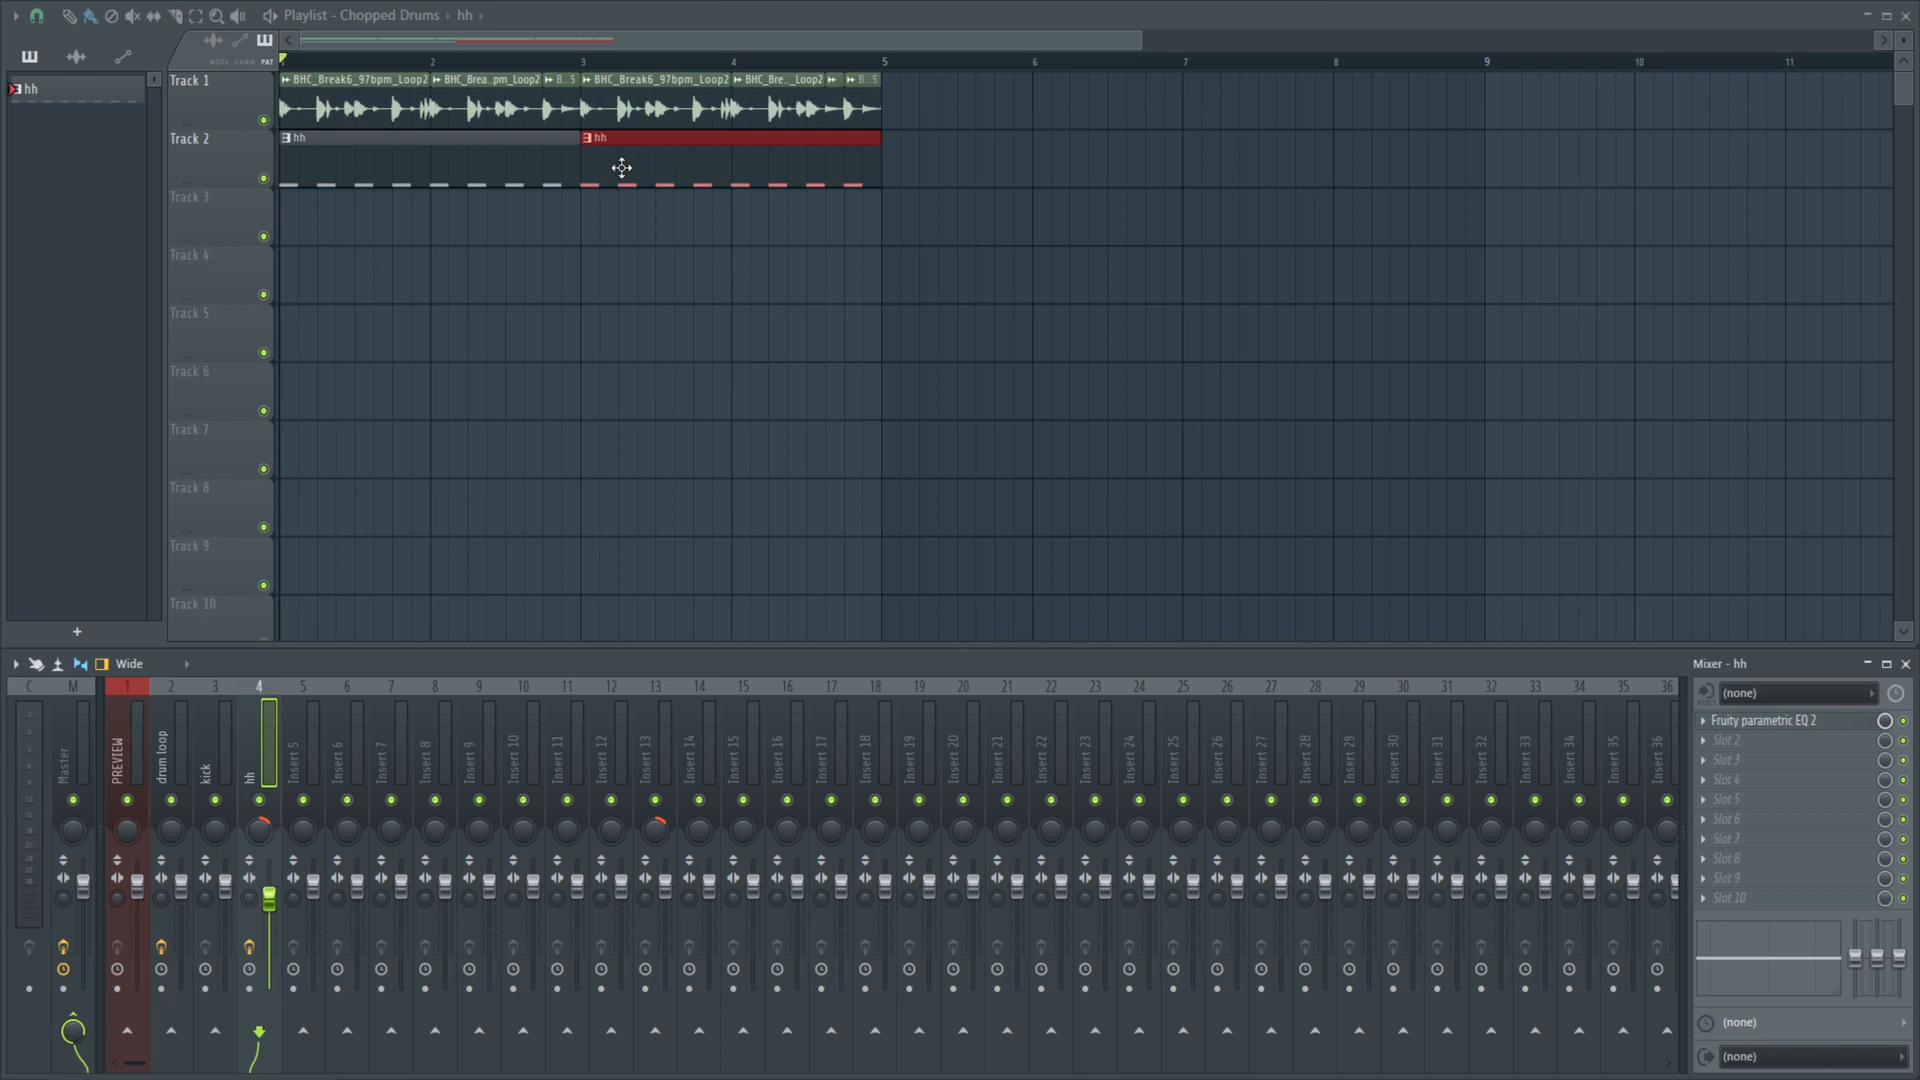 Playlist - Chopped Drums › hh ›
NOTE CHAN PAT
2 3 4 5 6 7 8 9 10 11
hh
Track 1
BHC_Break6_97bpm_Loop2 BHC_Brea..pm_Loop2 B..5 BHC_Break6_97bpm_Loop2 BHC_Bre.._Loop2 B..5
Track 2
hh hh
Track 3
Track 4
Track 5
Track 6
Track 7
Track 8
Track 9
Track 10
+
Wide
Mixer - hh
C M 1 2 3 4 5 6 7 8 9 10 11 12 13 14 15 16 17 18 19 20 21 22 23 24 25 26 27 28 29 30 31 32 33 34 35 36
Master PREVIEW drum loop kick hh Insert 5 Insert 6 Insert 7 Insert 8 Insert 9 Insert 10 Insert 11 Insert 12 Insert 13 Insert 14 Insert 15 Insert 16 Insert 17 Insert 18 Insert 19 Insert 20 Insert 21 Insert 22 Insert 23 Insert 24 Insert 25 Insert 26 Insert 27 Insert 28 Insert 29 Insert 30 Insert 31 Insert 32 Insert 33 Insert 34 Insert 35 Insert 36
POST
(none)
Fruity parametric EQ 2
Slot 2
Slot 3
Slot 4
Slot 5
Slot 6
Slot 7
Slot 8
Slot 9
Slot 10
(none)
(none)